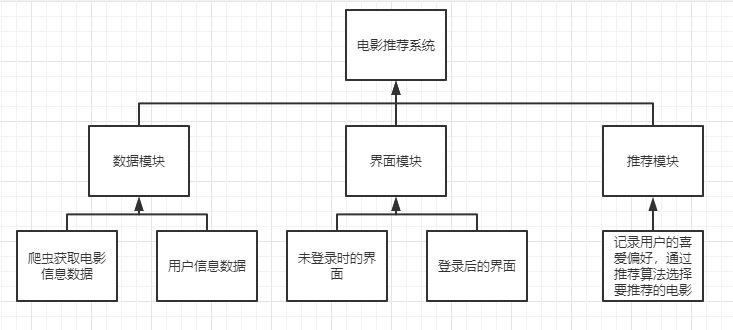 电影推荐系统
数据模块
界面模块
推荐模块
爬虫获取电影
信息数据
用户信息数据
未登录时的界
面
登录后的界面
记录用户的喜
爱偏好，通过
推荐算法选择
要推荐的电影